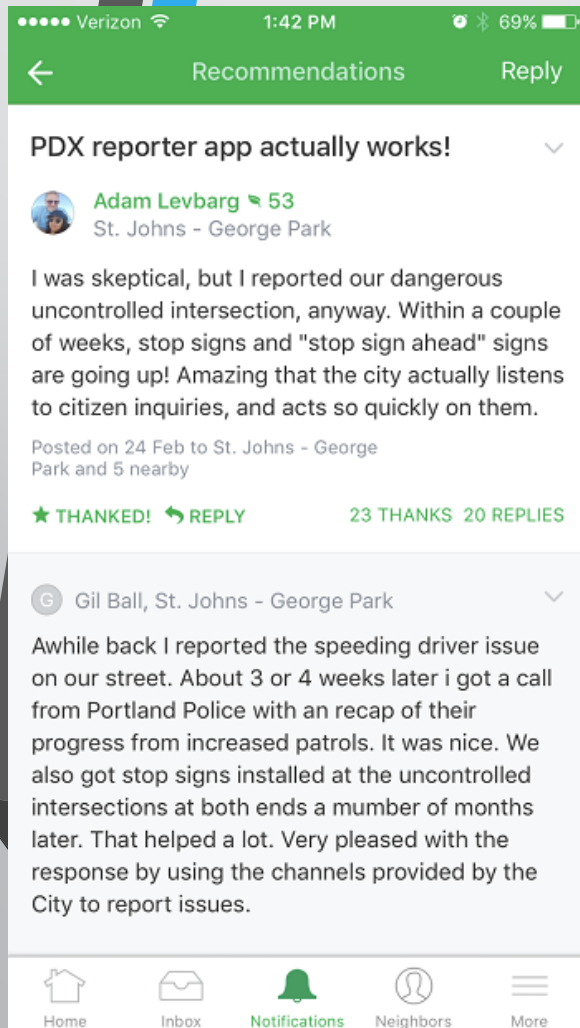 Verizon 1:42 PM 69%
Recommendations Reply
PDX reporter app actually works!
Adam Levbarg 53
St. Johns - George Park
I was skeptical, but I reported our dangerous
uncontrolled intersection, anyway. Within a couple
of weeks, stop signs and "stop sign ahead" signs
are going up! Amazing that the city actually listens
to citizen inquiries, and acts so quickly on them.
Posted on 24 Feb to St. Johns - George
Park and 5 nearby
THANKED! REPLY 23 THANKS 20 REPLIES
G Gil Ball, St. Johns - George Park
Awhile back I reported the speeding driver issue
on our street. About 3 or 4 weeks later i got a call
from Portland Police with an recap of their
progress from increased patrols. It was nice. We
also got stop signs installed at the uncontrolled
intersections at both ends a mumber of months
later. That helped a lot. Very pleased with the
response by using the channels provided by the
City to report issues.
Home Inbox Notifications Neighbors More